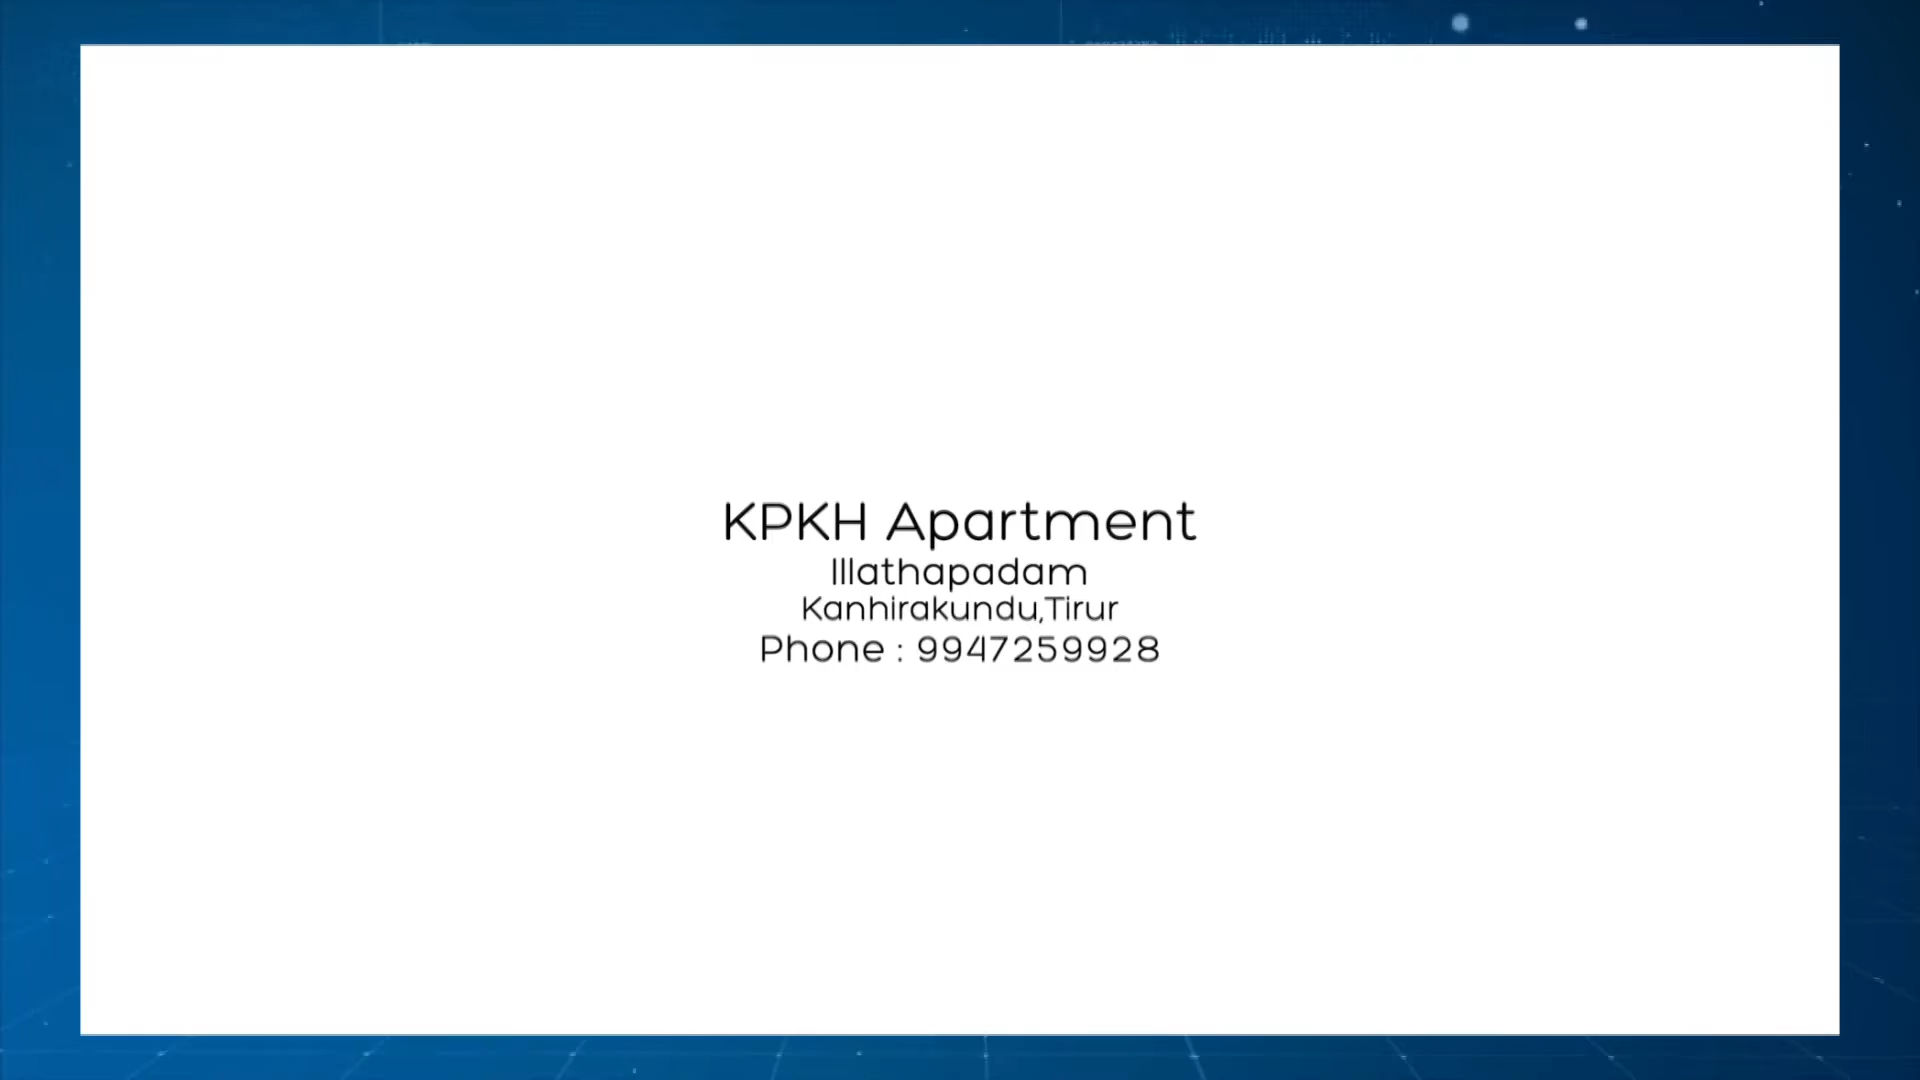 KPKH Apartment
Illathapadam
Kanhirakundu,Tirur
Phone : 9947259928